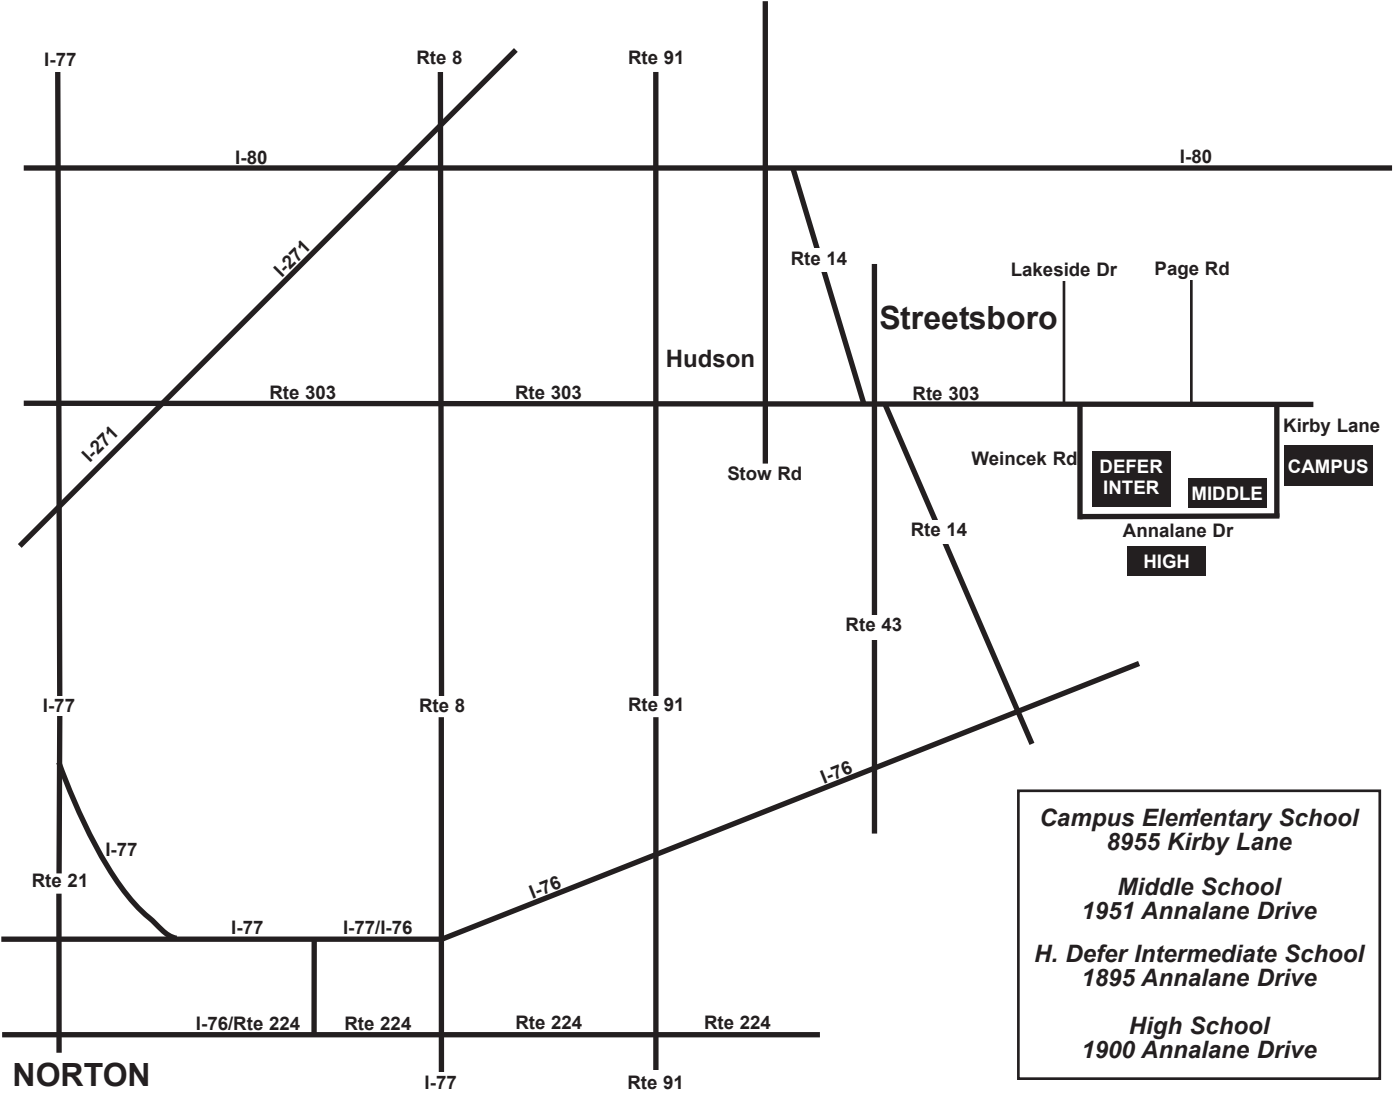 I-77
Rte 8
Rte 91
I-80
I-80
Rte 14
I-271
Lakeside Dr
Page Rd
Streetsboro
Hudson
Rte 303
Rte 303
Rte 303
I-271
Kirby Lane
Weincek Rd
DEFER
INTER
CAMPUS
MIDDLE
Stow Rd
Rte 14
Annalane Dr
HIGH
Rte 43
I-77
Rte 8
Rte 91
I-76
Campus Elementary School
8955 Kirby Lane
Middle School
1951 Annalane Drive
H. Defer Intermediate School
1895 Annalane Drive
High School
1900 Annalane Drive
I-77
Rte 21
I-76
I-77
I-77/I-76
I-76/Rte 224
Rte 224
Rte 224
Rte 224
NORTON
I-77
Rte 91